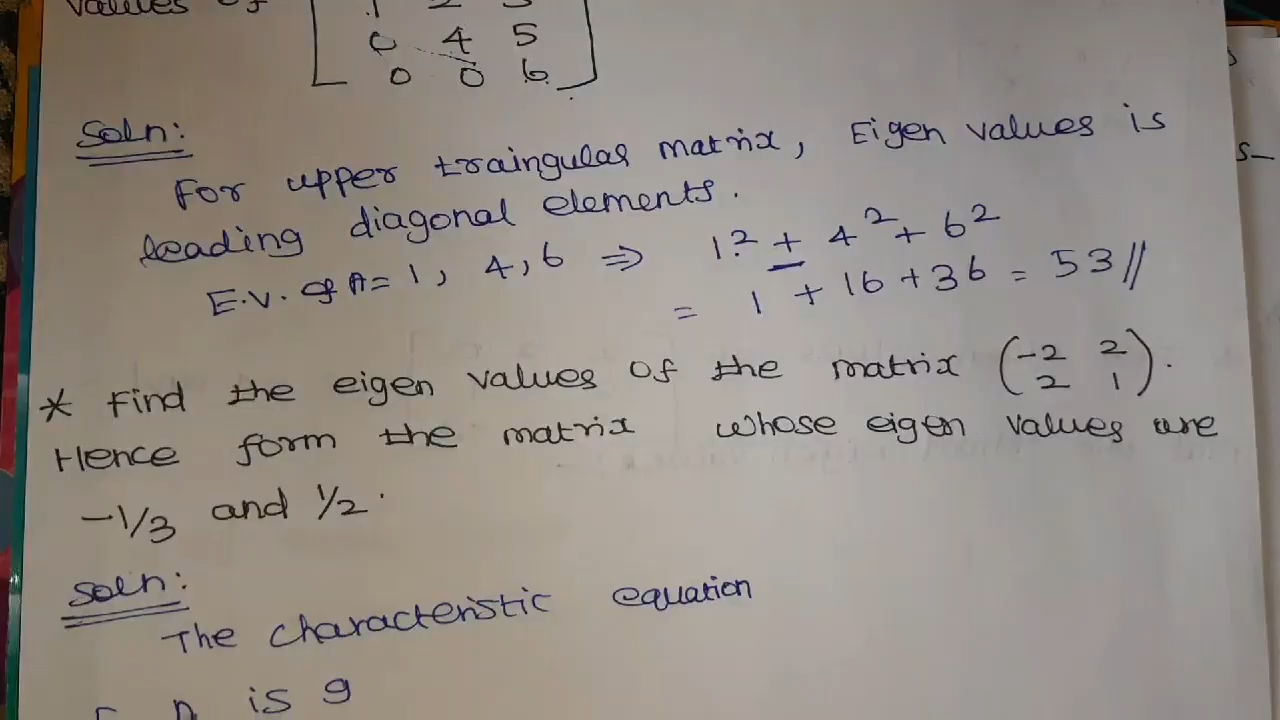 values of [ 1 2 3
0 4 5
0 0 6 ]
Soln:
For upper traingular matrix, Eigen values is
leading diagonal elements.
E.V. of A = 1, 4, 6 ⇒ 1² + 4² + 6²
= 1 + 16 + 36 = 53 //
* Find the eigen values of the matrix (-2 2
2 1).
Hence form the matrix whose eigen values are
-1/3 and 1/2.
Soln:
The characteristic equation
is g